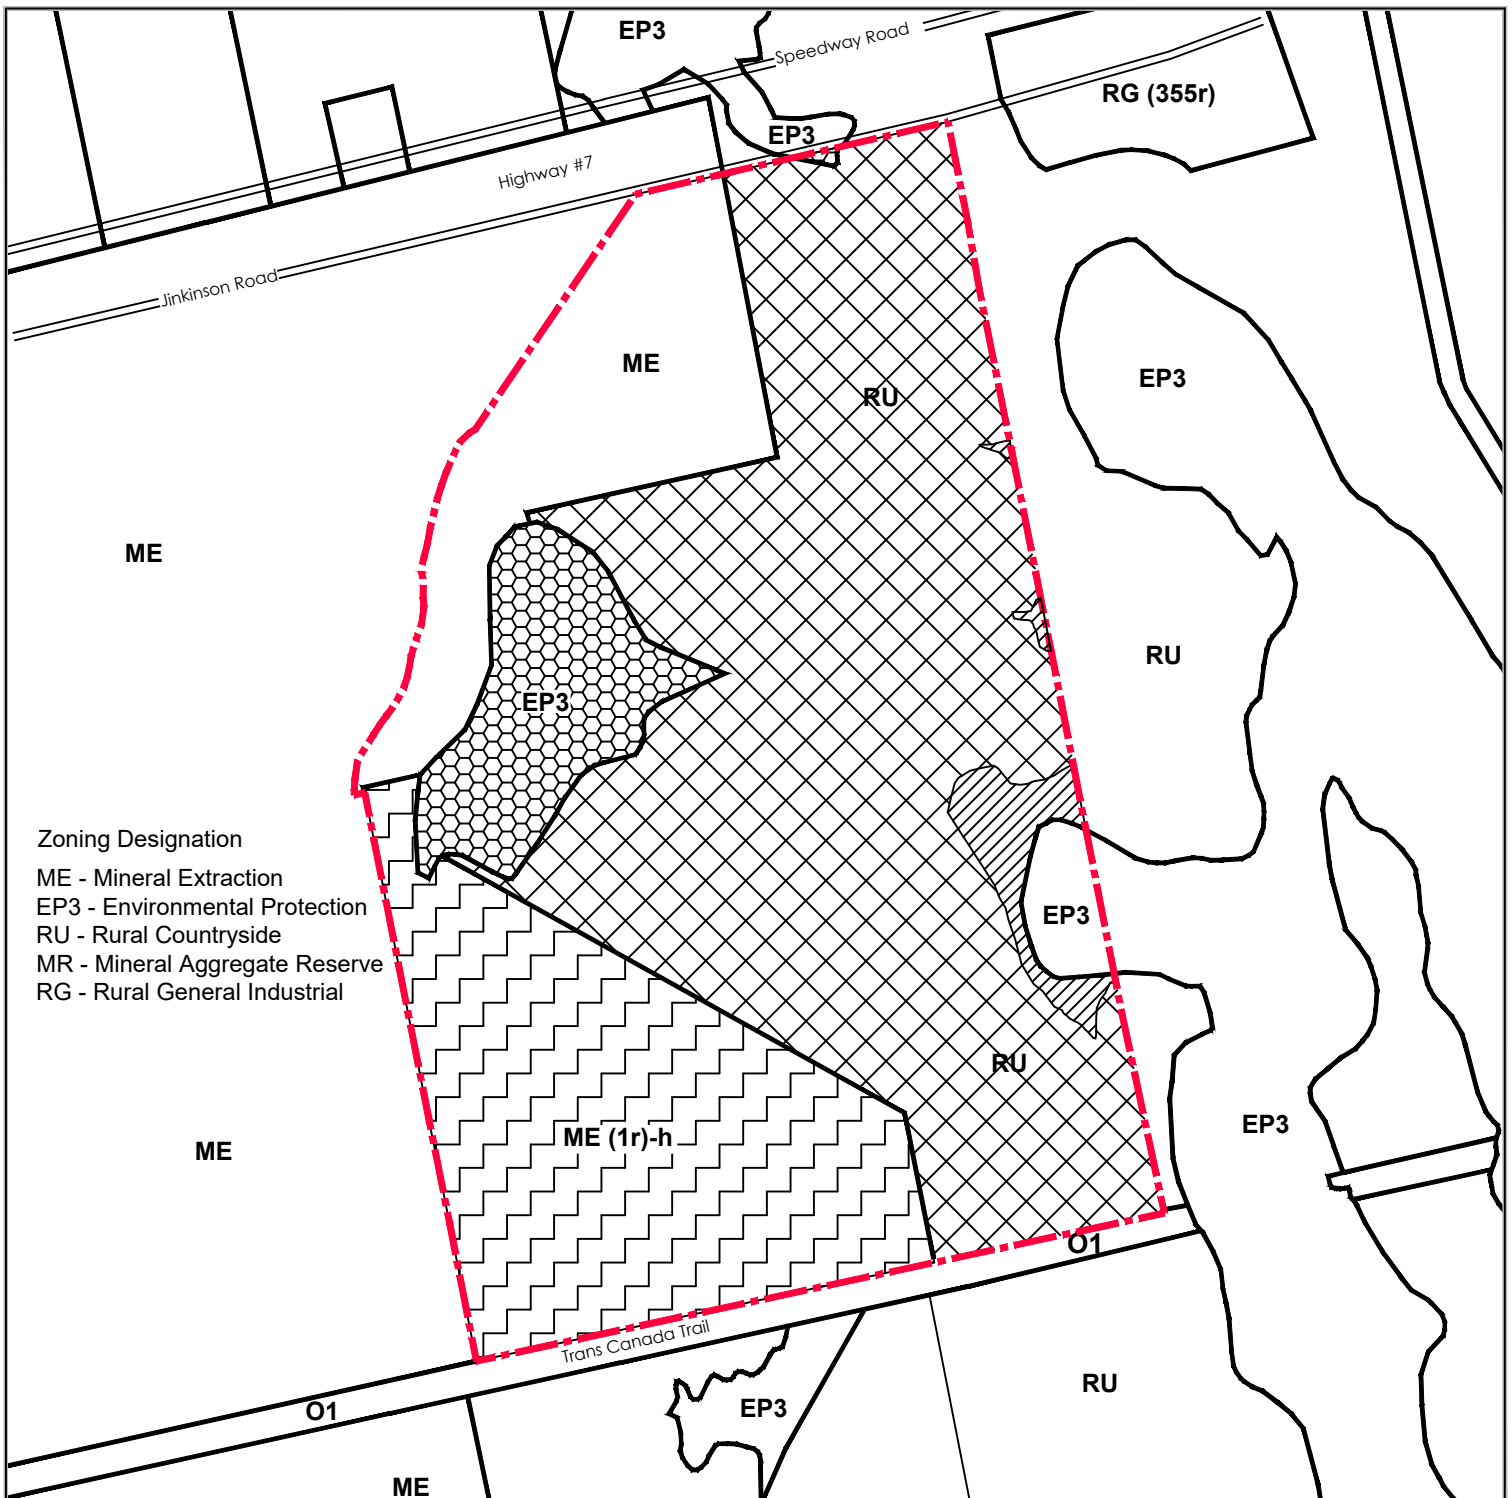 EP3
Speedway Road
RG (355r)
EP3
Highway #7
Jinkinson Road
ME
EP3
RU
ME
RU
EP3
Zoning Designation
ME - Mineral Extraction
EP3 - Environmental Protection
RU - Rural Countryside
MR - Mineral Aggregate Reserve
RG - Rural General Industrial
EP3
RU
EP3
ME (1r)-h
ME
O1
Trans Canada Trail
RU
EP3
O1
ME